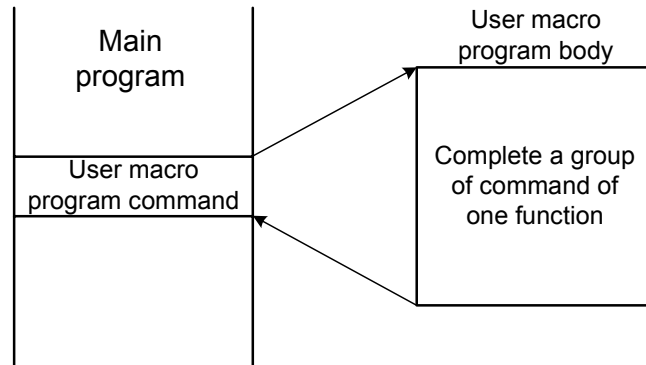 Main
program
User macro
program command
User macro
program body
Complete a group
of command of
one function